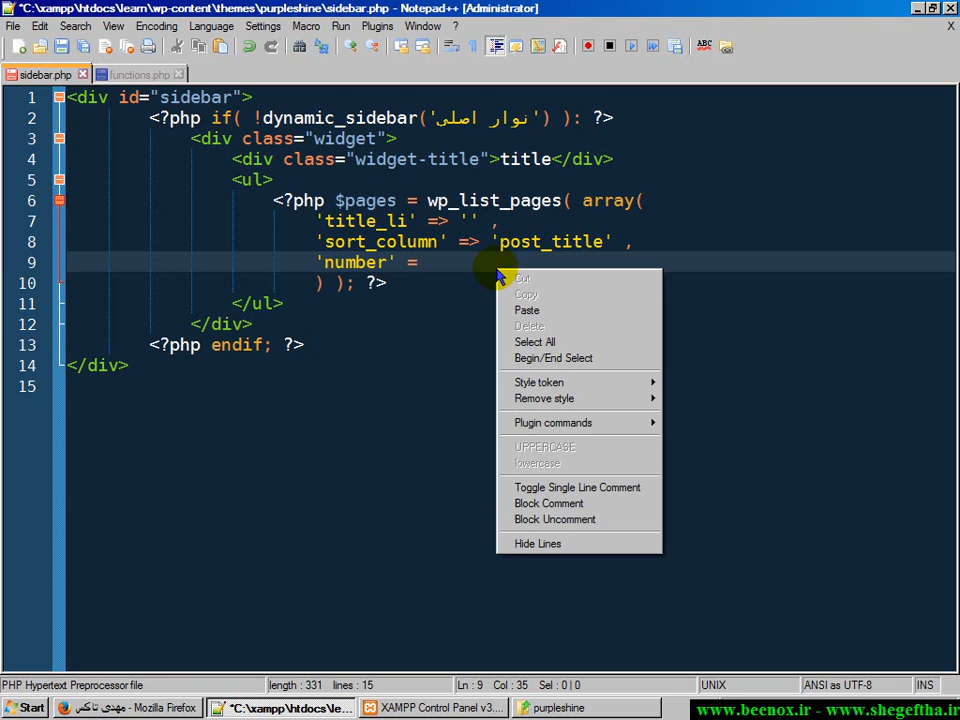 *C:\xampp\htdocs\learn\wp-content\themes\purpleshine\sidebar.php - Notepad++ [Administrator]
File Edit Search View Encoding Language Settings Macro Run Plugins Window ? X
sidebar.php functions.php
1 <div id="sidebar">
2 <?php if( !dynamic_sidebar('نوار اصلی') ): ?>
3 <div class="widget">
4 <div class="widget-title">title</div>
5 <ul>
6 <?php $pages = wp_list_pages( array(
7 'title_li' => '' ,
8 'sort_column' => 'post_title' ,
9 'number' =
10 ) ); ?>
11 </ul>
12 </div>
13 <?php endif; ?>
14 </div>
15
Cut
Copy
Paste
Delete
Select All
Begin/End Select
Style token
Remove style
Plugin commands
UPPERCASE
lowercase
Toggle Single Line Comment
Block Comment
Block Uncomment
Hide Lines
PHP Hypertext Preprocessor file length : 331 lines : 15 Ln : 9 Col : 35 Sel : 0 | 0 UNIX ANSI as UTF-8 INS
Start مهدی تاکس - Mozilla Firefox *C:\xampp\htdocs\le... XAMPP Control Panel v3.... purpleshine
www.beenox.ir - www.shegeftha.ir